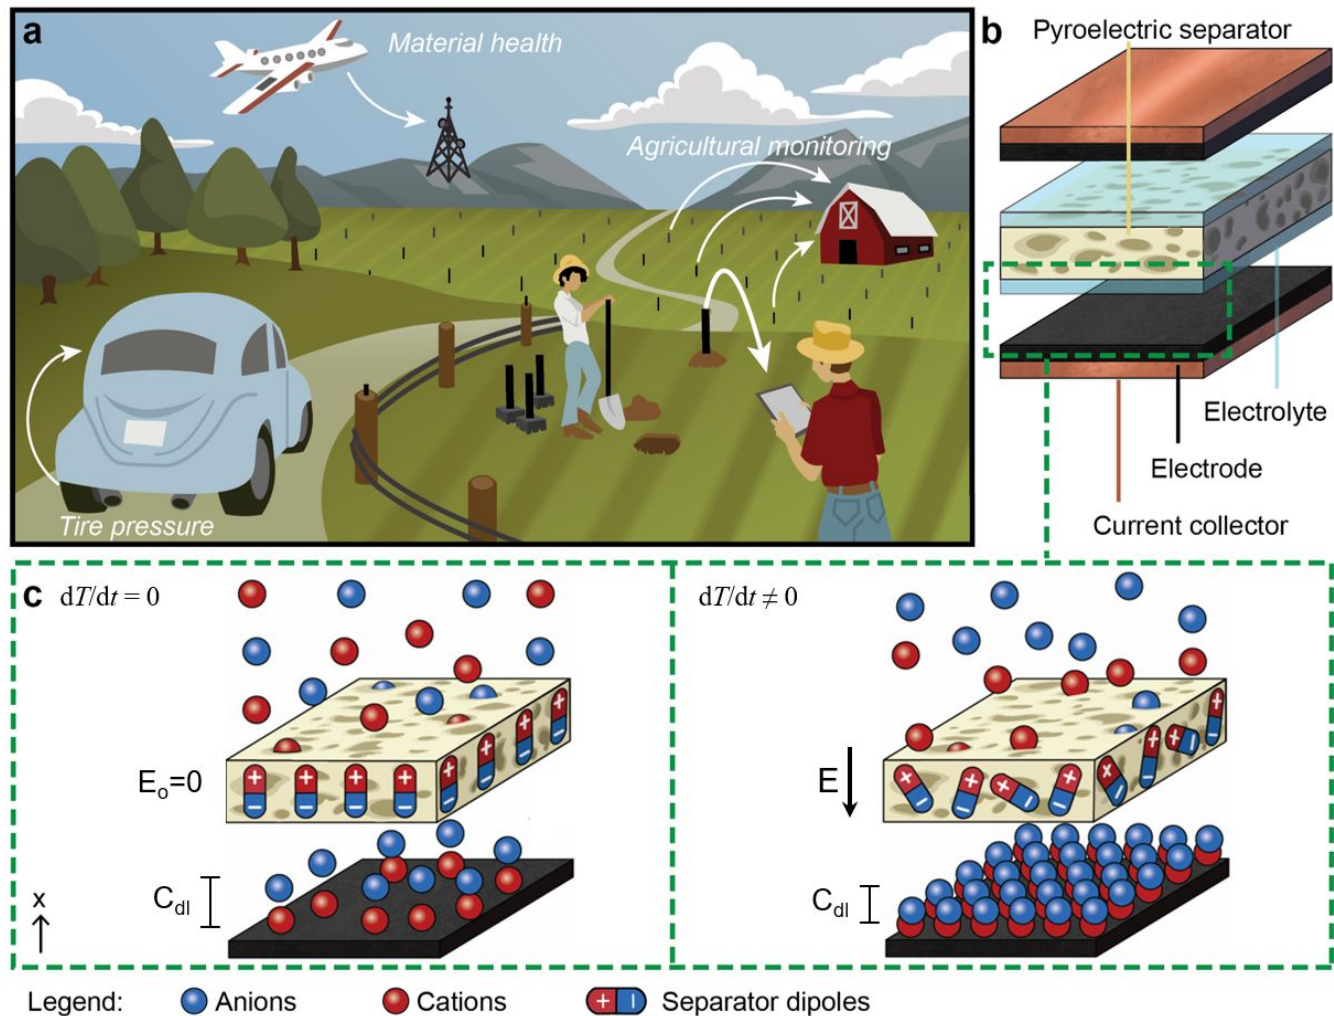 a
Material health
Agricultural monitoring
Tire pressure
b
Pyroelectric separator
Electrolyte
Electrode
Current collector
c
dT/dt = 0
E₀=0
C_dl
x
dT/dt ≠ 0
E
C_dl
Legend:
Anions
Cations
+ −
Separator dipoles